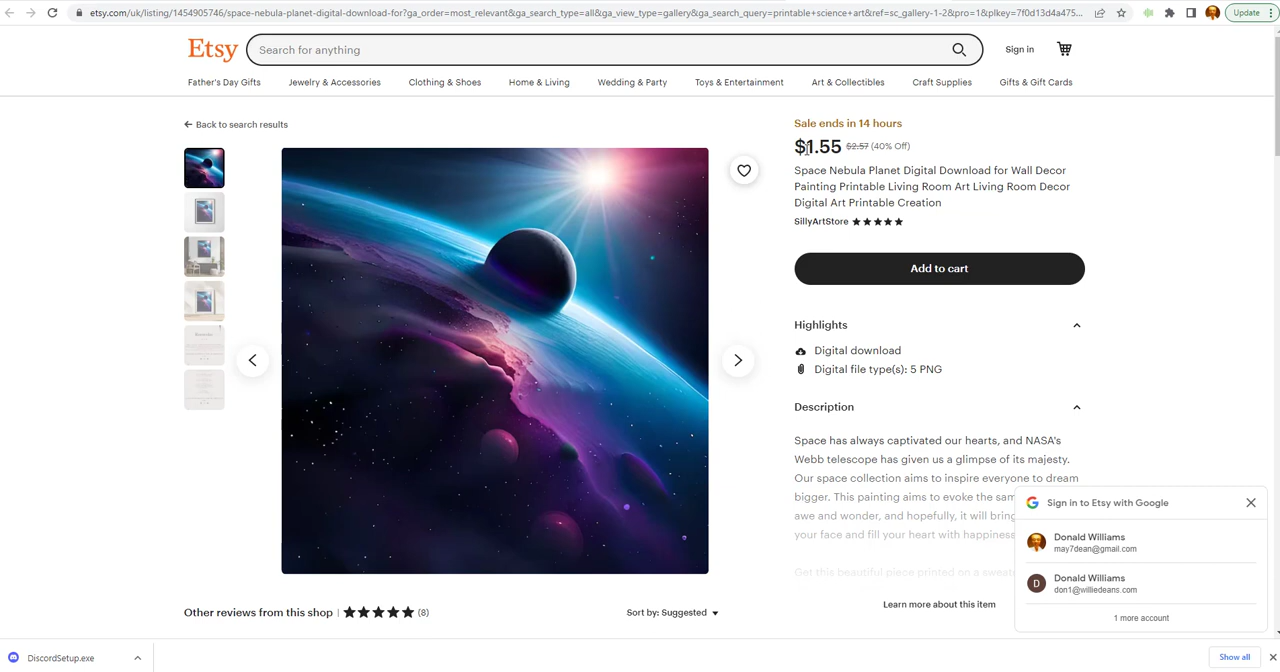 etsy.com/uk/listing/1454905746/space-nebula-planet-digital-download-for?ga_order=most_relevant&ga_search_type=all&ga_view_type=gallery&ga_search_query=printable+science+art&ref=sc_gallery-1-2&pro=1&plkey=7f0d13d4a475...
Update
Etsy
Search for anything
Sign in
Father's Day Gifts
Jewelry & Accessories
Clothing & Shoes
Home & Living
Wedding & Party
Toys & Entertainment
Art & Collectibles
Craft Supplies
Gifts & Gift Cards
Back to search results
Sale ends in 14 hours
$1.55 $2.57 (40% Off)
Space Nebula Planet Digital Download for Wall Decor
Painting Printable Living Room Art Living Room Decor
Digital Art Printable Creation
SillyArtStore
Add to cart
Highlights
Digital download
Digital file type(s): 5 PNG
Description
Space has always captivated our hearts, and NASA's
Webb telescope has given us a glimpse of its majesty.
Our space collection aims to inspire everyone to dream
bigger. This painting aims to evoke the sam
awe and wonder, and hopefully, it will bring
your face and fill your heart with happiness
Get this beautiful piece printed on a sweate
Learn more about this item
Sign in to Etsy with Google
Donald Williams
may7dean@gmail.com
D
Donald Williams
don1@williedeans.com
1 more account
Other reviews from this shop
(8)
Sort by: Suggested
DiscordSetup.exe
Show all